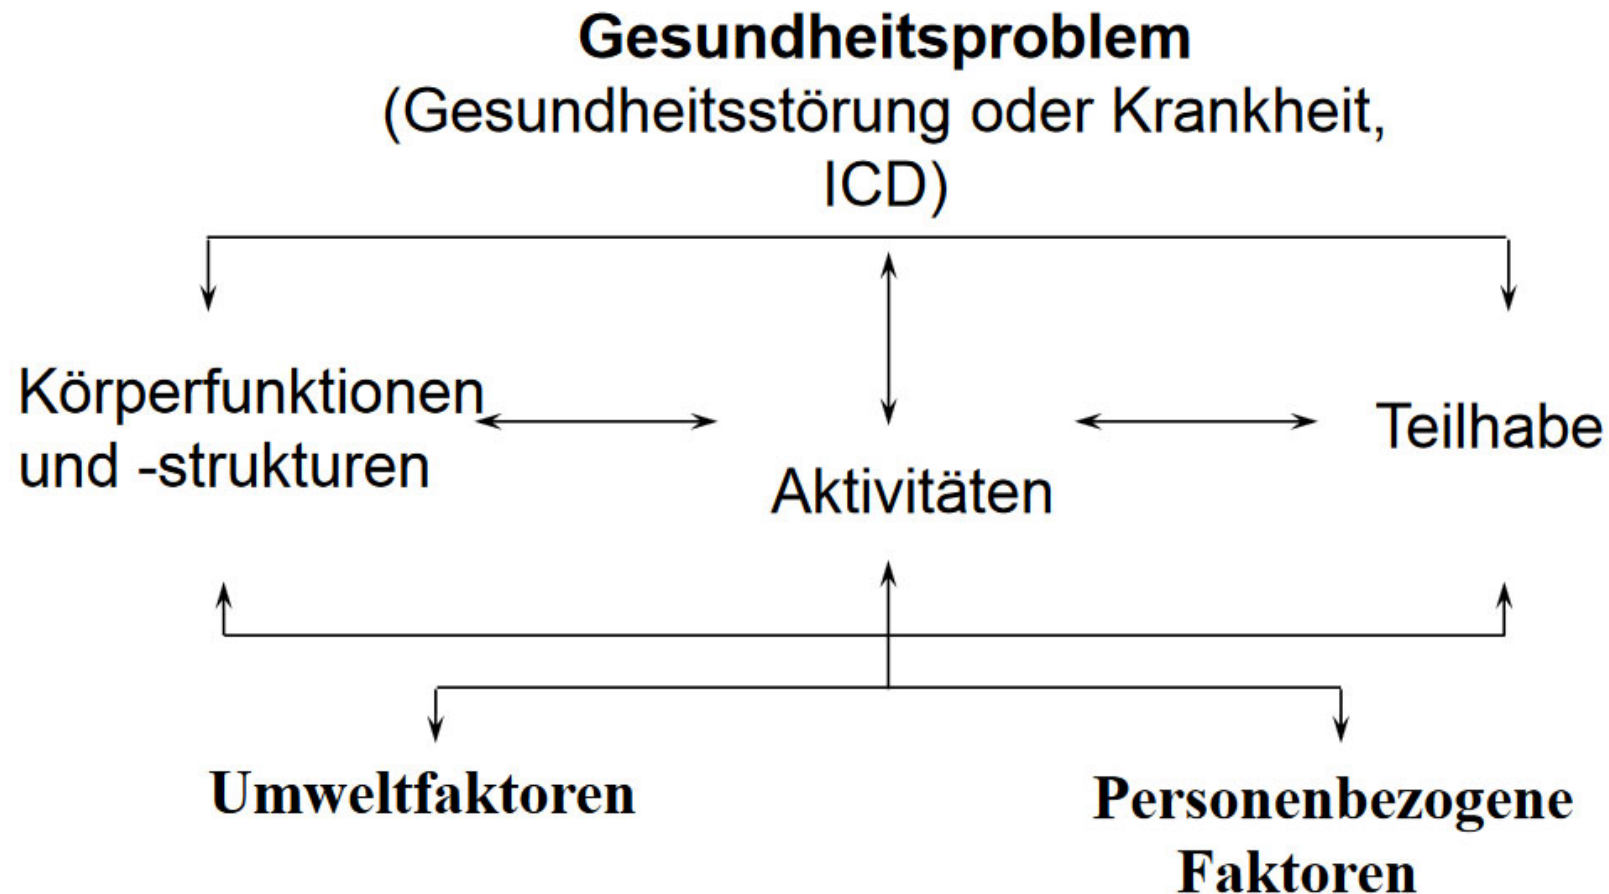 Gesundheitsproblem
(Gesundheitsstörung oder Krankheit,
ICD)
Körperfunktionen
und -strukturen
Aktivitäten
Teilhabe
Umweltfaktoren
Personenbezogene
Faktoren